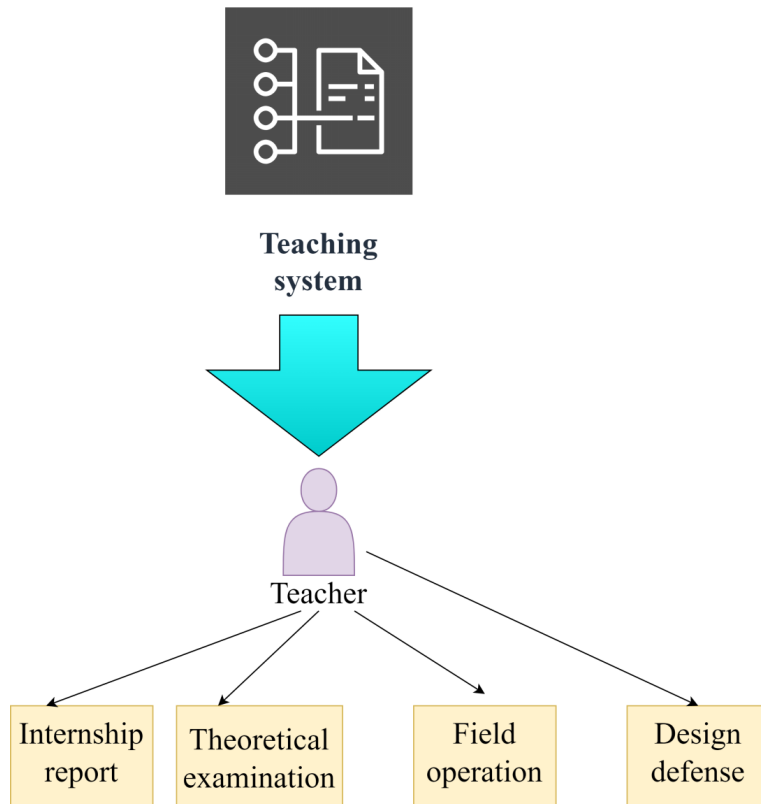 Teaching
system
Teacher
Internship
report
Theoretical
examination
Field
operation
Design
defense